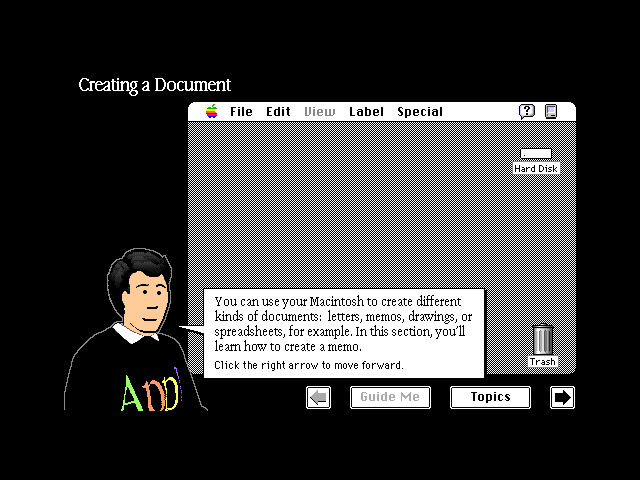 Creating a Document
File Edit View Label Special
Hard Disk
You can use your Macintosh to create different
kinds of documents: letters, memos, drawings, or
spreadsheets, for example. In this section, you'll
learn how to create a memo.
Click the right arrow to move forward.
Trash
Appl
Guide Me
Topics